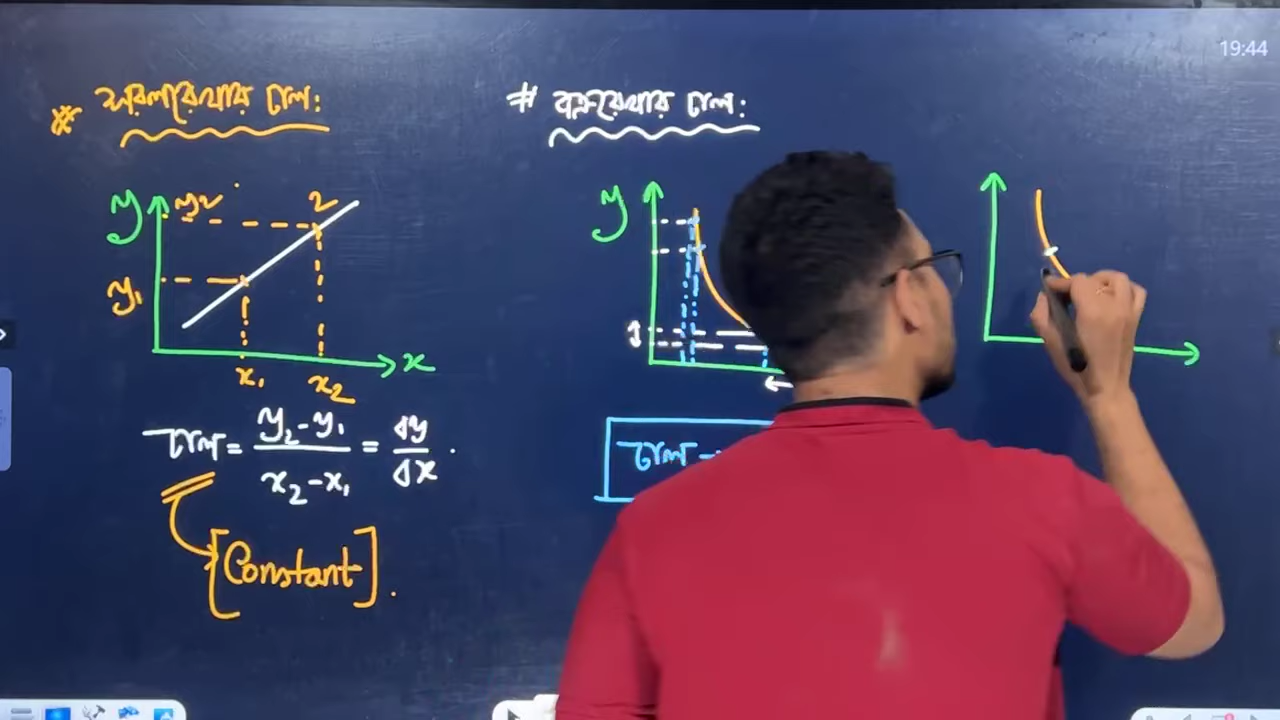 19:44
# সরলরেখার ঢাল:
y
y₂
2
y₁
x₁
x₂
x
ঢাল = y₂-y₁/x₂-x₁ = Δy/Δx .
[Constant].
# বক্ররেখার ঢাল:
y
ঢাল